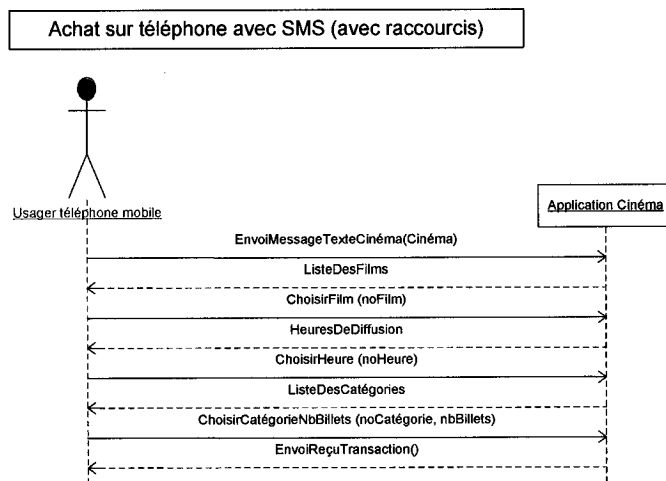 Achat sur téléphone avec SMS (avec raccourcis)
Usager téléphone mobile
Application Cinéma
EnvoiMessageTexteCinéma(Cinéma)
ListeDesFilms
ChoisirFilm (noFilm)
HeuresDeDiffusion
ChoisirHeure (noHeure)
ListeDesCatégories
ChoisirCatégorieNbBillets (noCatégorie, nbBillets)
EnvoiReçuTransaction()